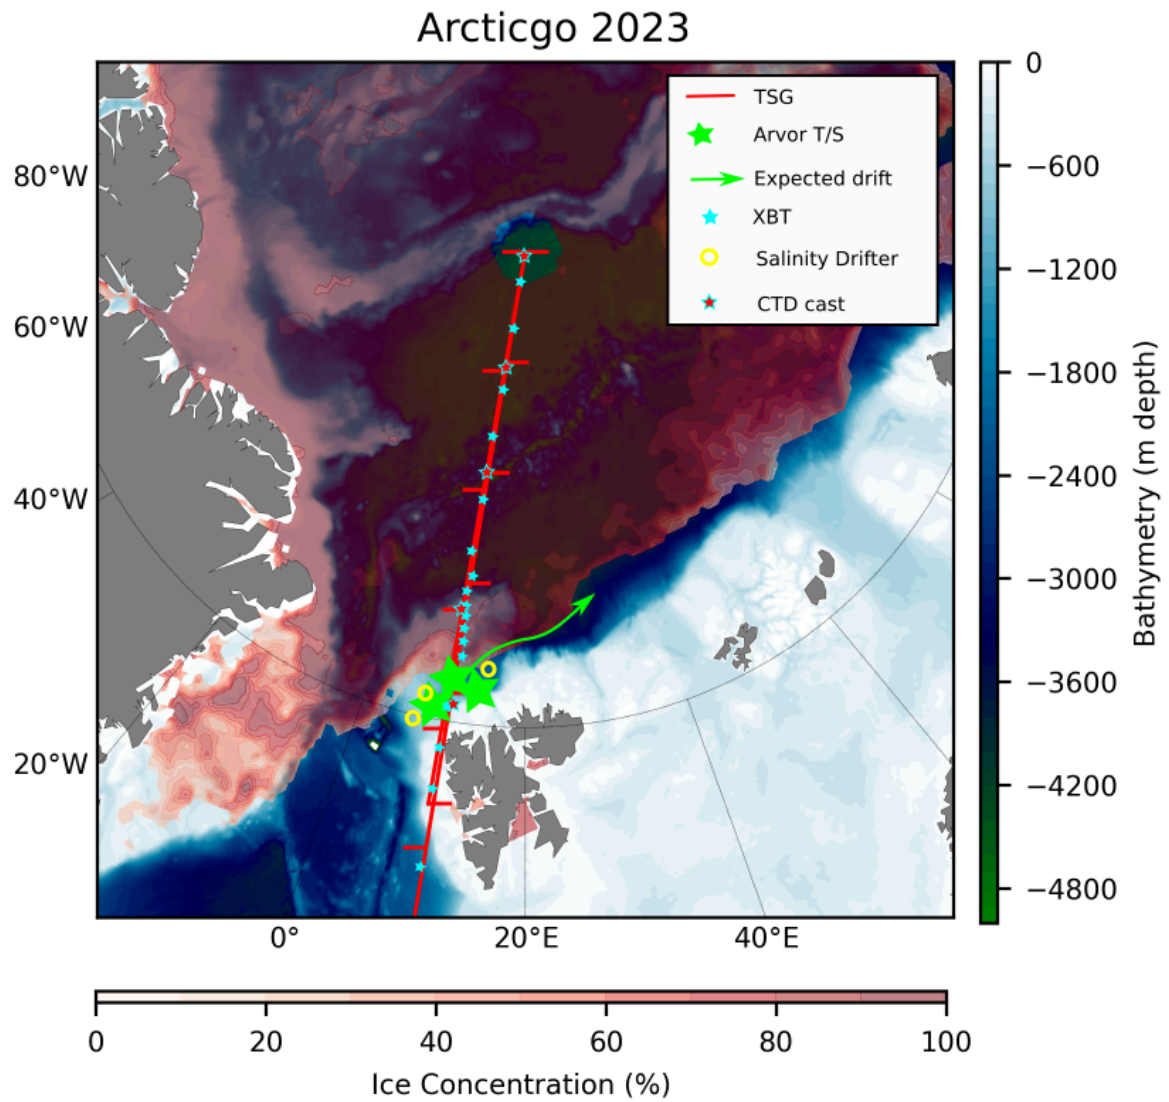 Arcticgo 2023
TSG
Arvor T/S
Expected drift
XBT
Salinity Drifter
CTD cast
80°W
60°W
40°W
20°W
0°
20°E
40°E
0
−600
−1200
−1800
−2400
−3000
−3600
−4200
−4800
Bathymetry (m depth)
0 20 40 60 80 100
Ice Concentration (%)